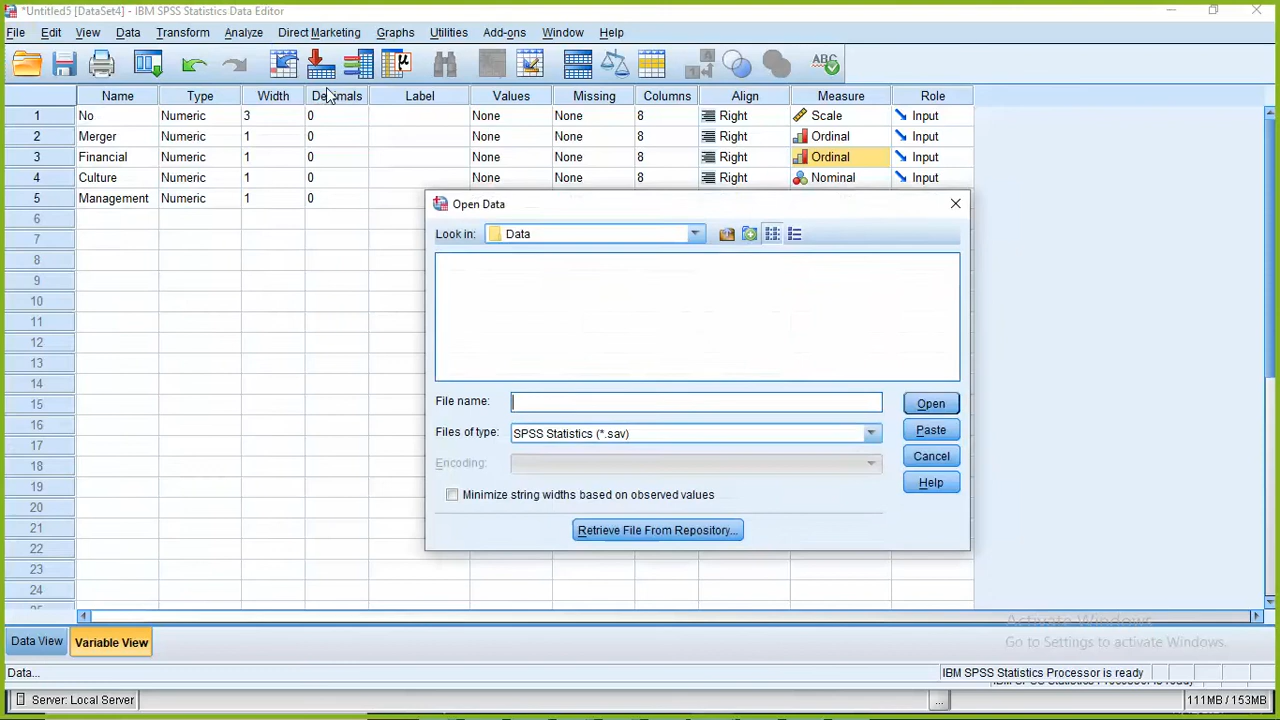 *Untitled5 [DataSet4] - IBM SPSS Statistics Data Editor
File Edit View Data Transform Analyze Direct Marketing Graphs Utilities Add-ons Window Help
Name Type Width Decimals Label Values Missing Columns Align Measure Role
1 No Numeric 3 0 None None 8 Right Scale Input
2 Merger Numeric 1 0 None None 8 Right Ordinal Input
3 Financial Numeric 1 0 None None 8 Right Ordinal Input
4 Culture Numeric 1 0 None None 8 Right Nominal Input
5 Management Numeric 1 0
6
7
8
9
10
11
12
13
14
15
16
17
18
19
20
21
22
23
24
Open Data
Look in: Data
File name:
Open
Files of type: SPSS Statistics (*.sav)
Paste
Cancel
Encoding:
Help
Minimize string widths based on observed values
Retrieve File From Repository...
Activate Windows
Go to Settings to activate Windows.
Data View Variable View
Data... IBM SPSS Statistics Processor is ready
Server: Local Server ... 111MB / 153MB